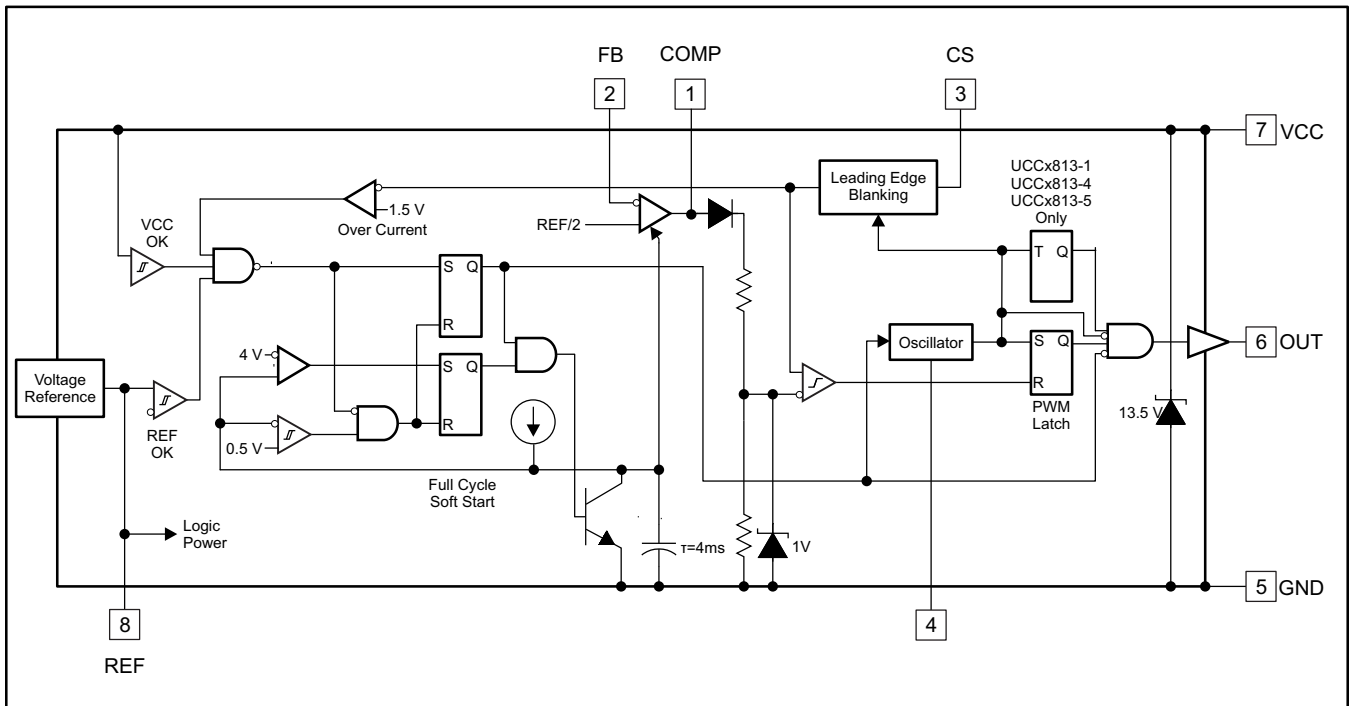 FB
COMP
CS
2
1
3
7
VCC
Leading Edge
Blanking
UCCx813-1
UCCx813-4
UCCx813-5
Only
1.5 V
Over Current
REF/2
VCC
OK
T Q
S Q
R
Oscillator
S Q
R
PWM
Latch
6
OUT
4 V
S Q
R
Voltage
Reference
13.5 V
REF
OK
0.5 V
Full Cycle
Soft Start
Logic
Power
τ=4ms
1V
5
GND
8
4
REF